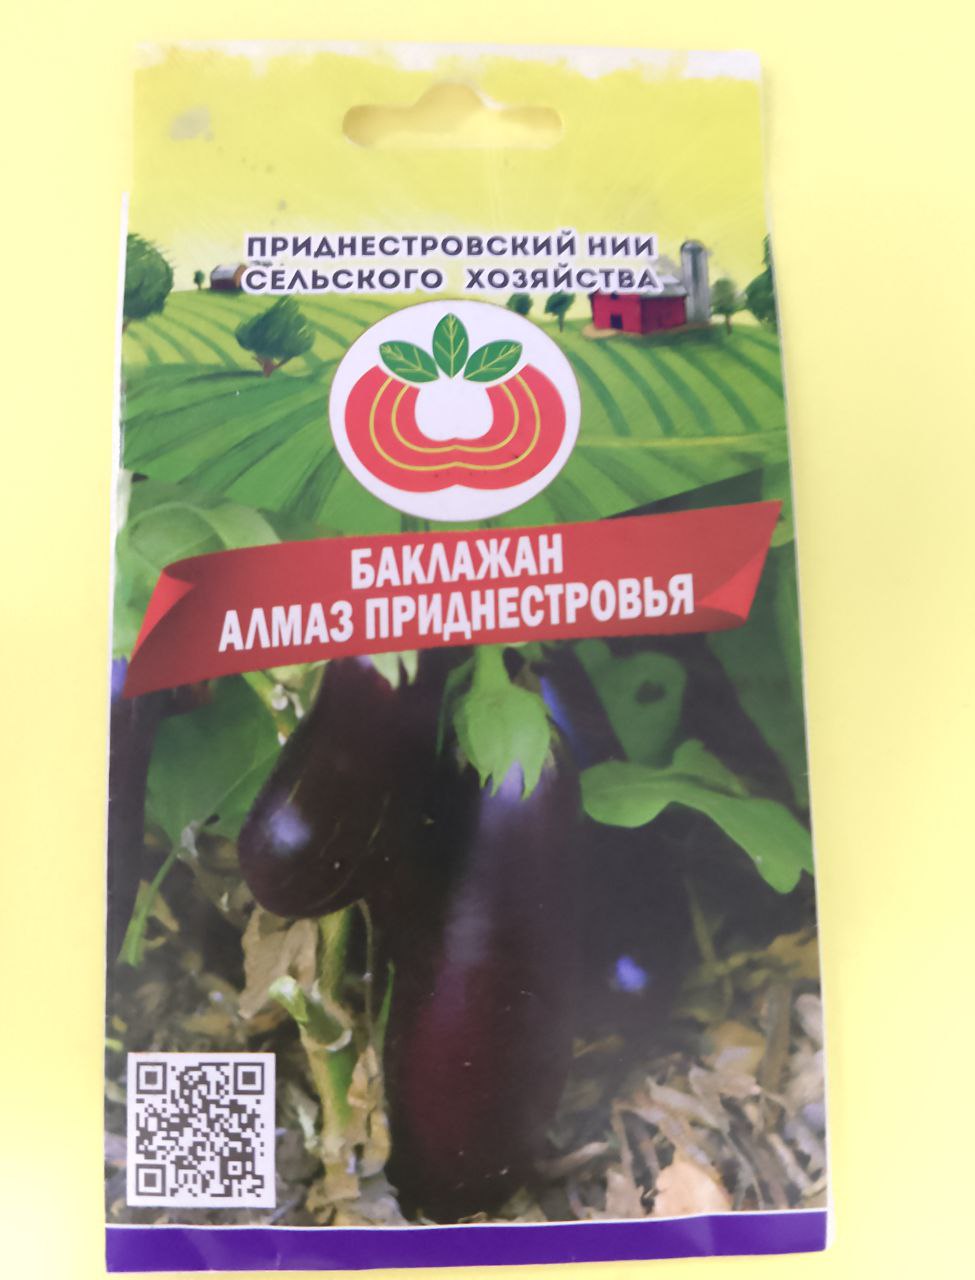 ПРИДНЕСТРОВСКИЙ НИИ
СЕЛЬСКОГО ХОЗЯЙСТВА
БАКЛАЖАН
АЛМАЗ ПРИДНЕСТРОВЬЯ